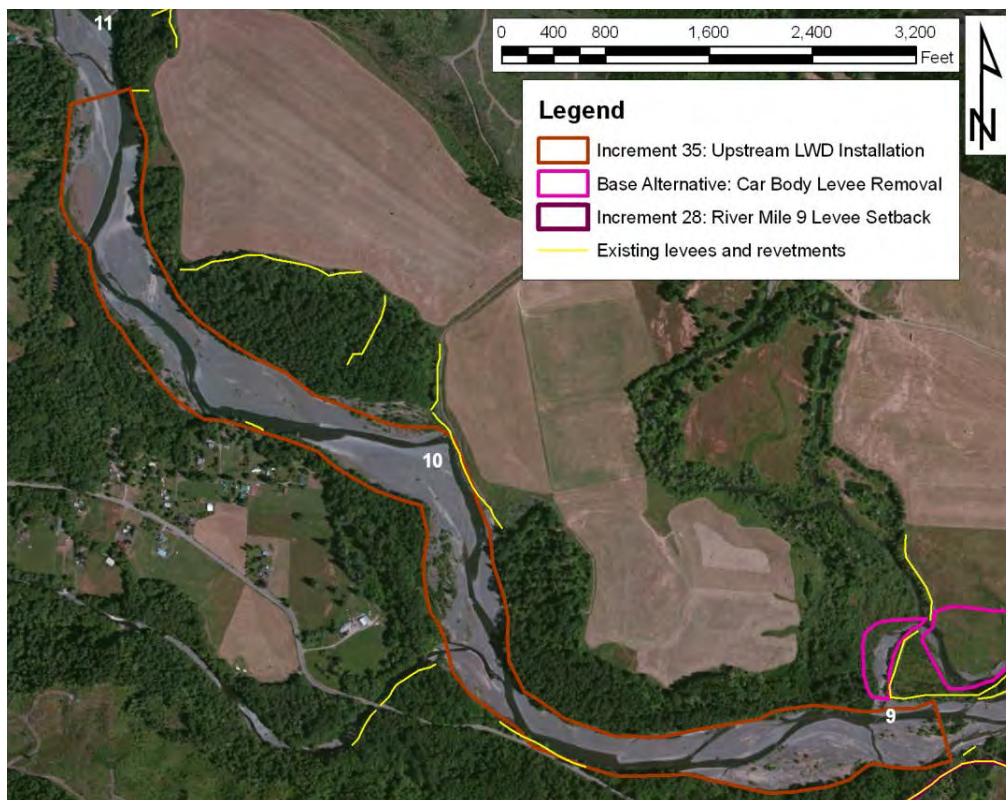 11
0 400 800 1,600 2,400 3,200
Feet
N
Legend
Increment 35: Upstream LWD Installation
Base Alternative: Car Body Levee Removal
Increment 28: River Mile 9 Levee Setback
Existing levees and revetments
10
9